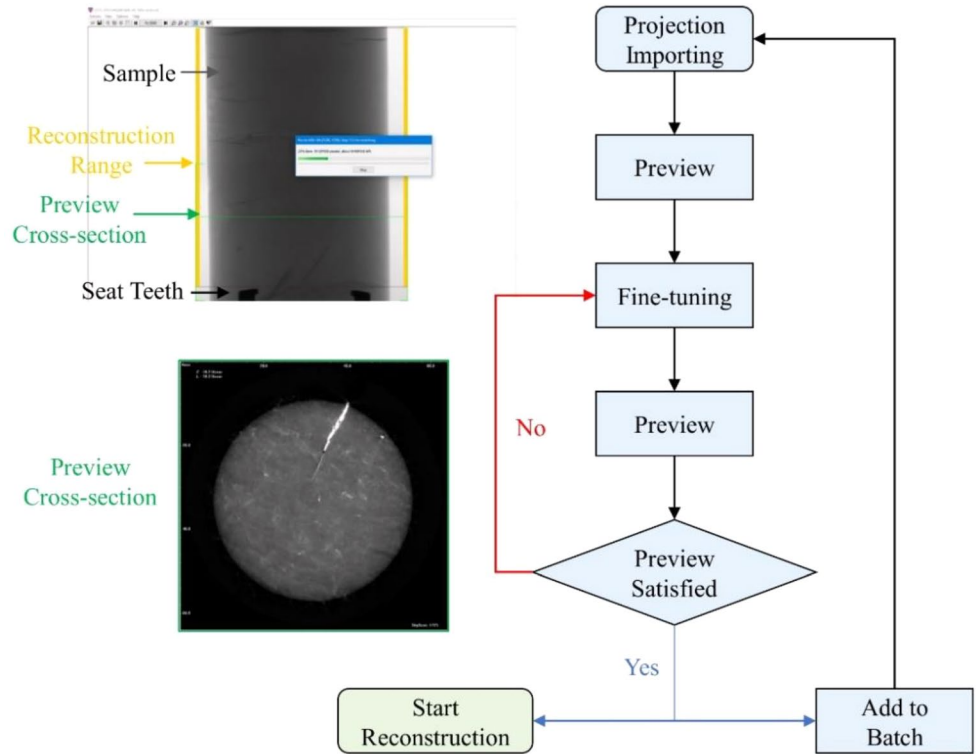 Sample
Reconstruction
Range
Preview
Cross-section
Seat Teeth
Preview
Cross-section
Projection
Importing
Preview
Fine-tuning
Preview
No
Preview
Satisfied
Yes
Start
Reconstruction
Add to
Batch